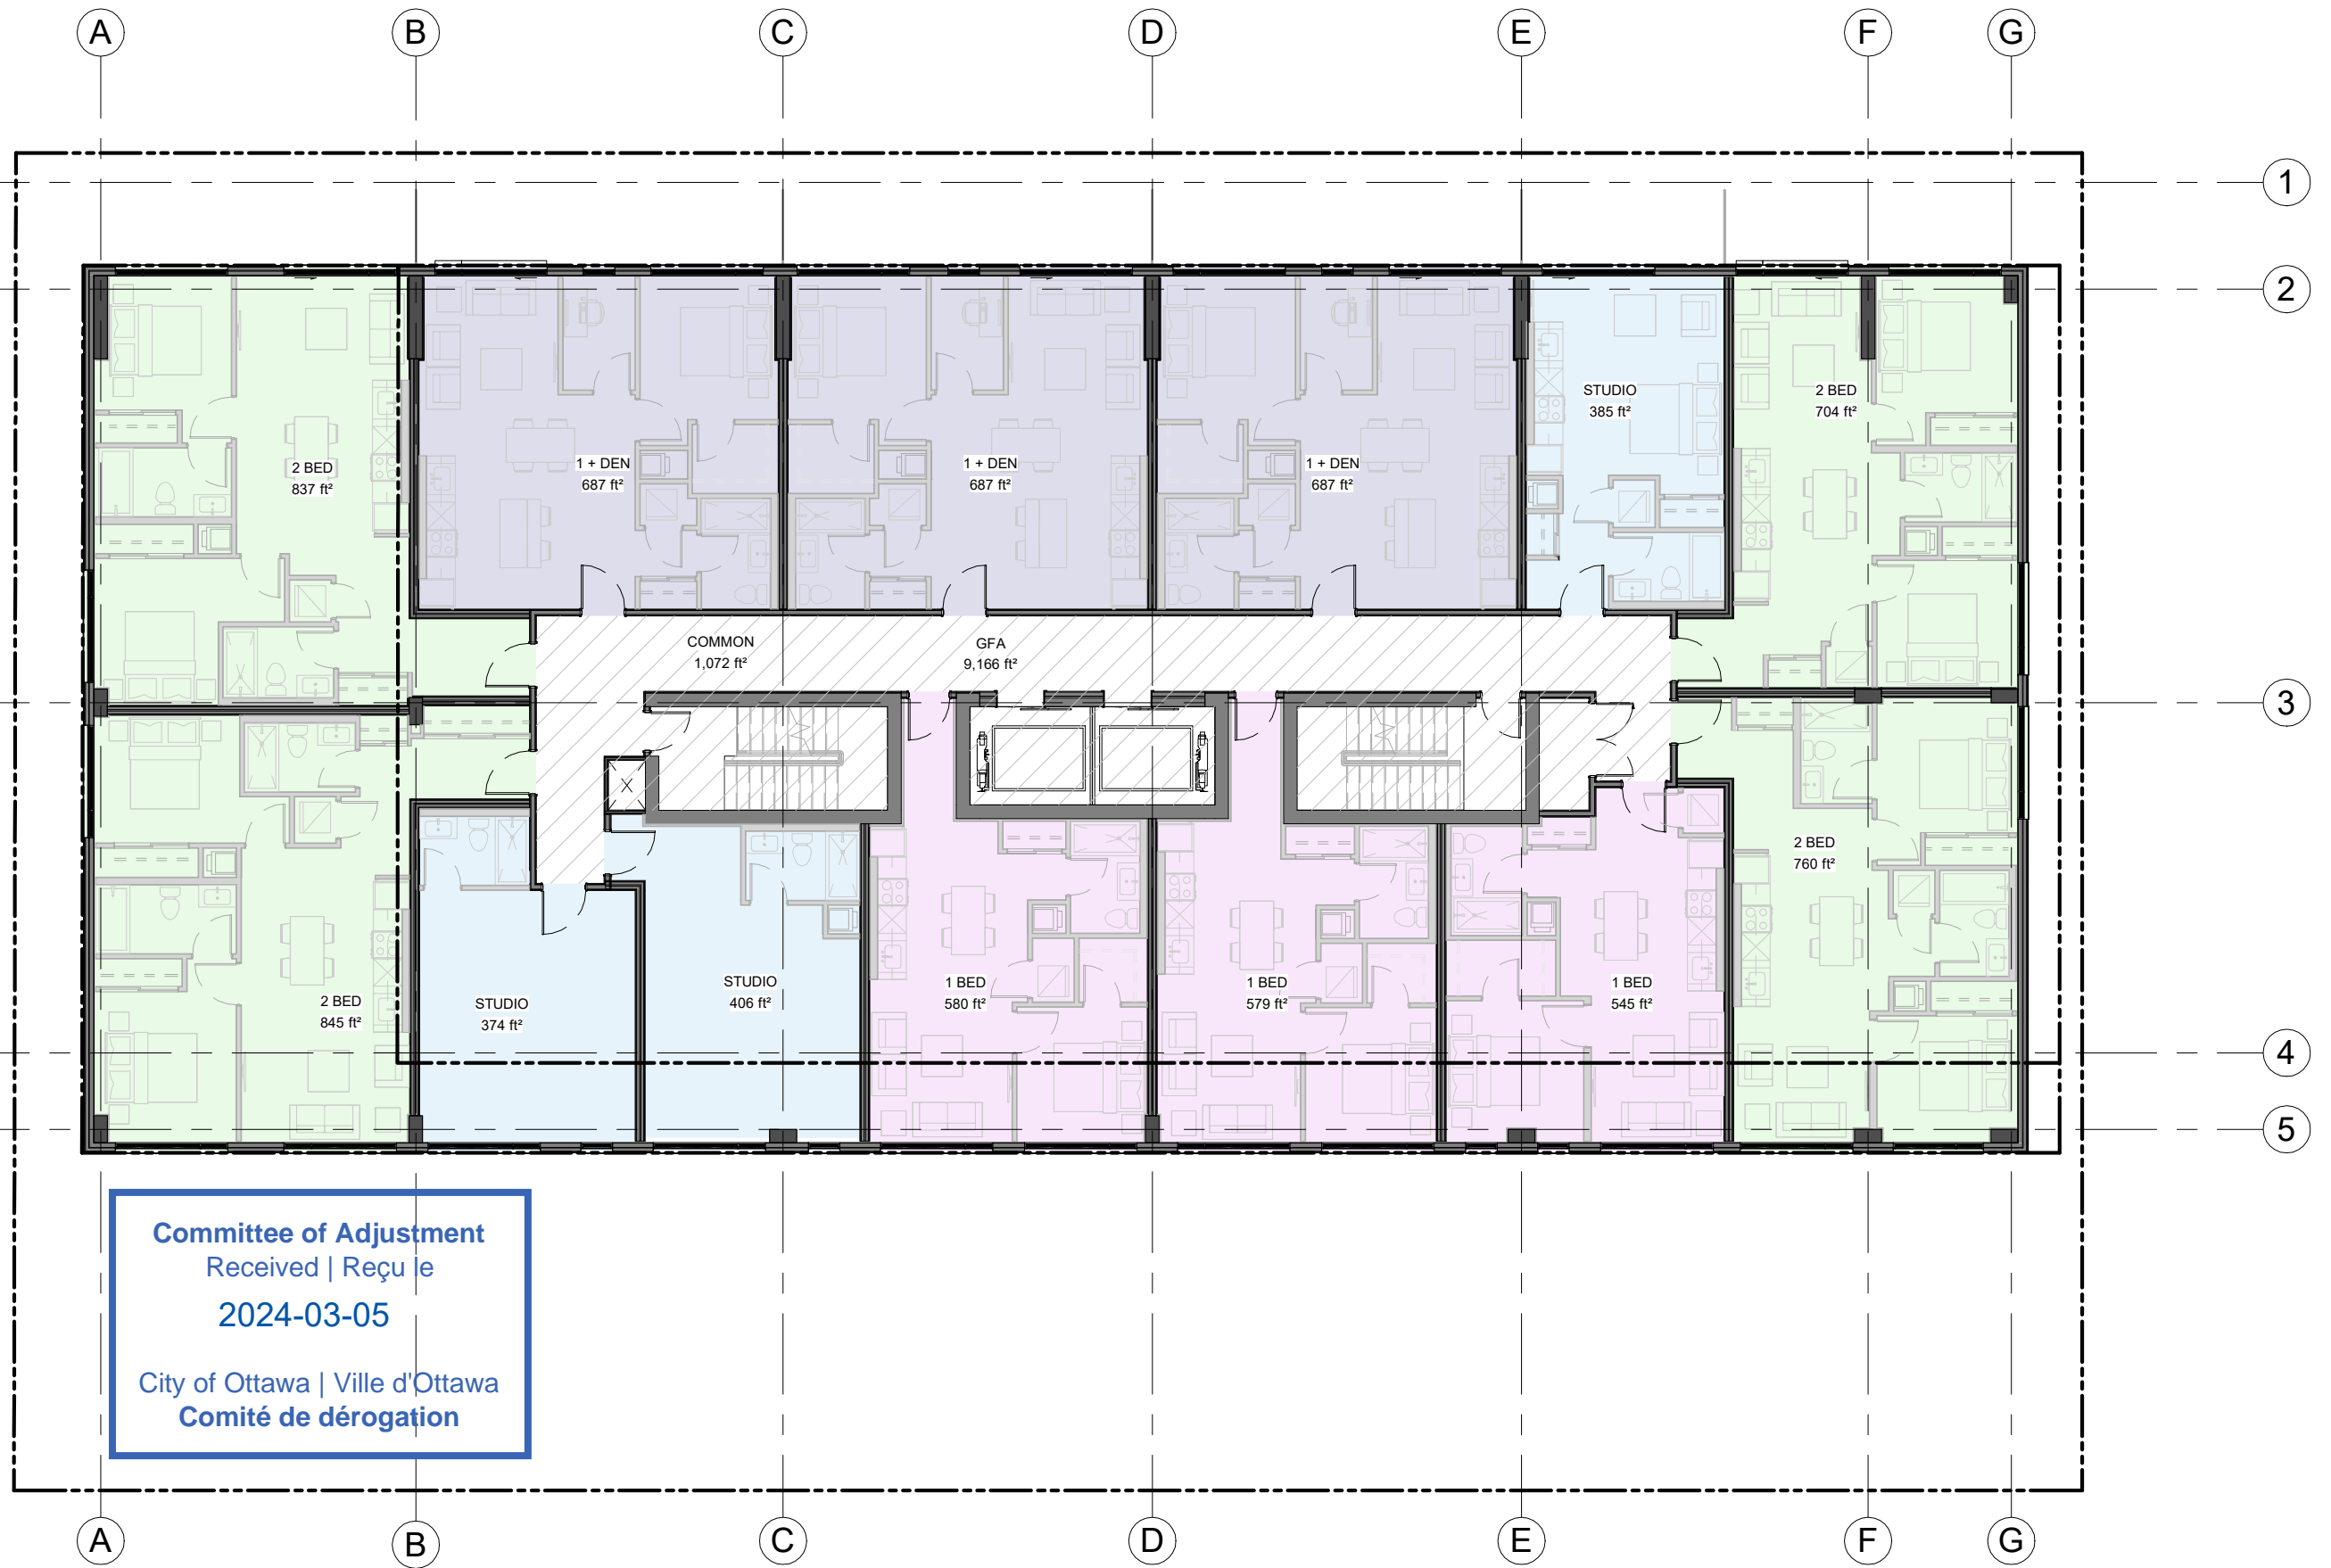 A
B
C
D
E
F
G
1
2
3
4
5
STUDIO
385 ft²
2 BED
704 ft²
2 BED
837 ft²
1 + DEN
687 ft²
1 + DEN
687 ft²
1 + DEN
687 ft²
COMMON
1,072 ft²
GFA
9,166 ft²
2 BED
760 ft²
2 BED
845 ft²
STUDIO
374 ft²
STUDIO
406 ft²
1 BED
580 ft²
1 BED
579 ft²
1 BED
545 ft²
Committee of Adjustment
Received | Reçu le
2024-03-05
City of Ottawa | Ville d'Ottawa
Comité de dérogation
A
B
C
D
E
F
G